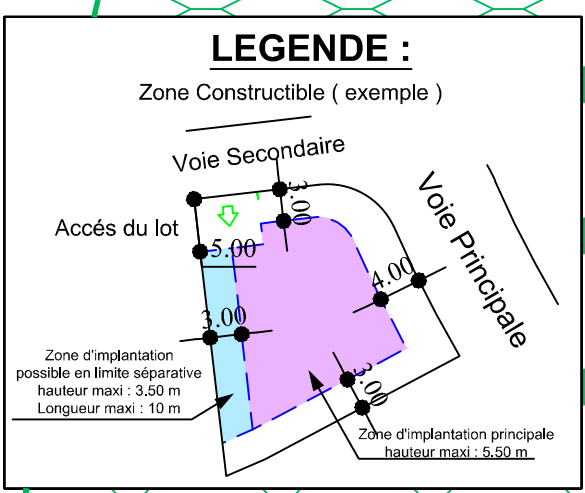 LEGENDE :
Zone Constructible ( exemple )
Voie Secondaire
Voie Principale
Accés du lot
3.00
5.00
4.00
3.00
3.00
Zone d'implantation
possible en limite séparative
hauteur maxi : 3.50 m
Longueur maxi : 10 m
Zone d'implantation principale
hauteur maxi : 5.50 m